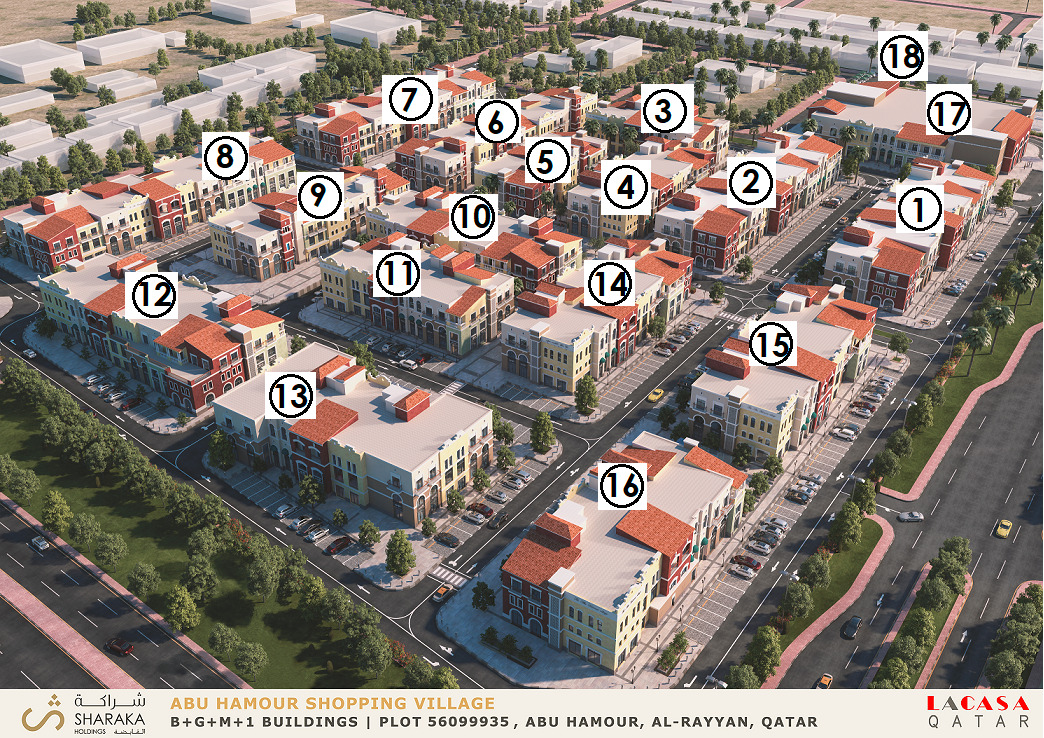 18
7
17
3
6
8
5
2
4
9
1
10
11
14
12
15
13
16
شراكة
SHARAKA
HOLDINGS القابضة
ABU HAMOUR SHOPPING VILLAGE
B+G+M+1 BUILDINGS | PLOT 56099935 , ABU HAMOUR, AL-RAYYAN, QATAR
LACASA
QATAR